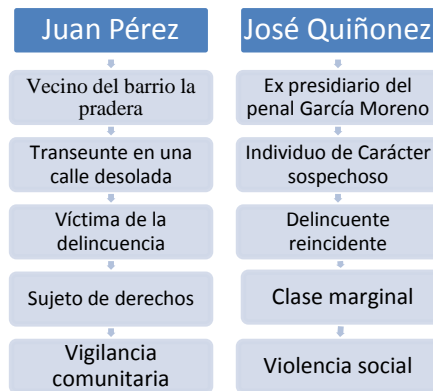 Juan Pérez
Vecino del barrio la
pradera
Transeunte en una
calle desolada
Víctima de la
delincuencia
Sujeto de derechos
Vigilancia
comunitaria
José Quiñonez
Ex presidiario del
penal García Moreno
Individuo de Carácter
sospechoso
Delincuente
reincidente
Clase marginal
Violencia social